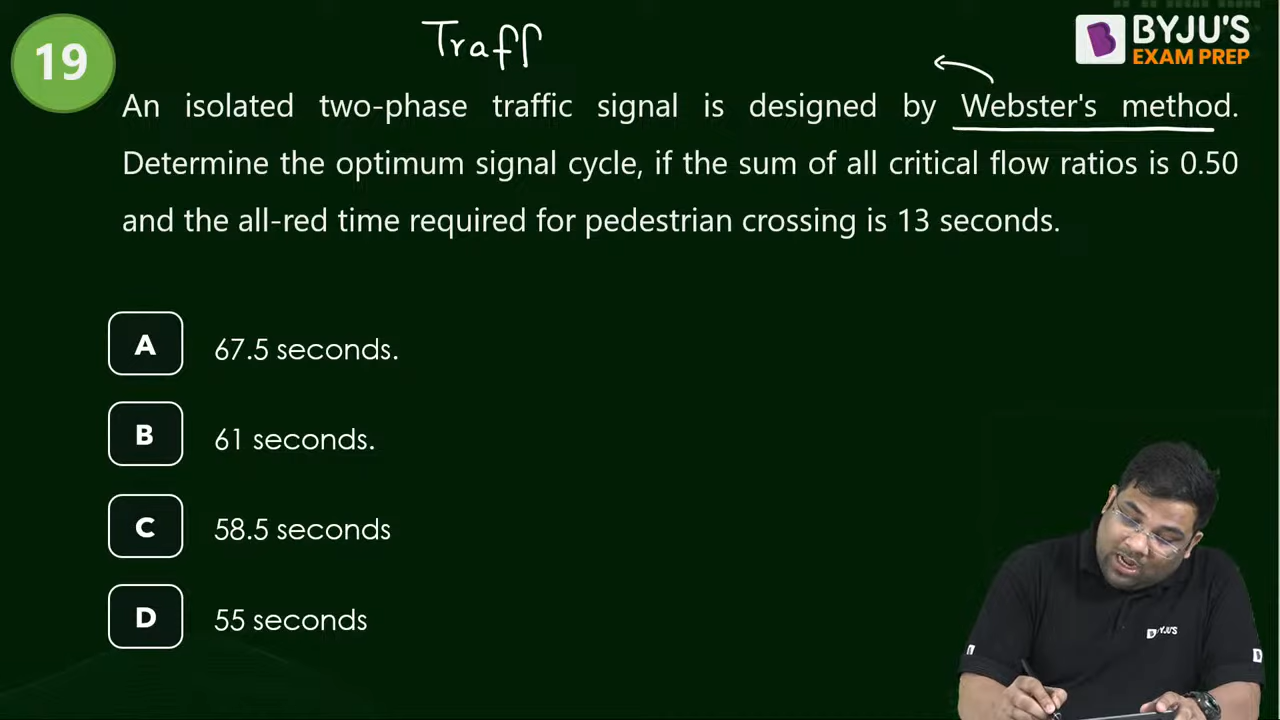 19
Traff
BYJU'S
EXAM PREP
An isolated two-phase traffic signal is designed by Webster's method.
Determine the optimum signal cycle, if the sum of all critical flow ratios is 0.50
and the all-red time required for pedestrian crossing is 13 seconds.
A 67.5 seconds.
B 61 seconds.
C 58.5 seconds
D 55 seconds
BYJU'S